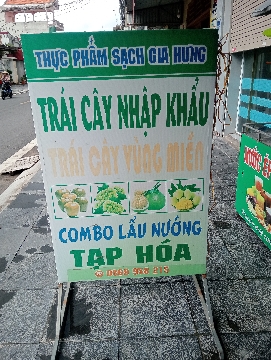 THỰC PHẨM SẠCH GIA HƯNG
TRÁI CÂY NHẬP KHẨU
TRÁI CÂY VÙNG MIỀN
COMBO LẨU NƯỚNG
TẠP HÓA